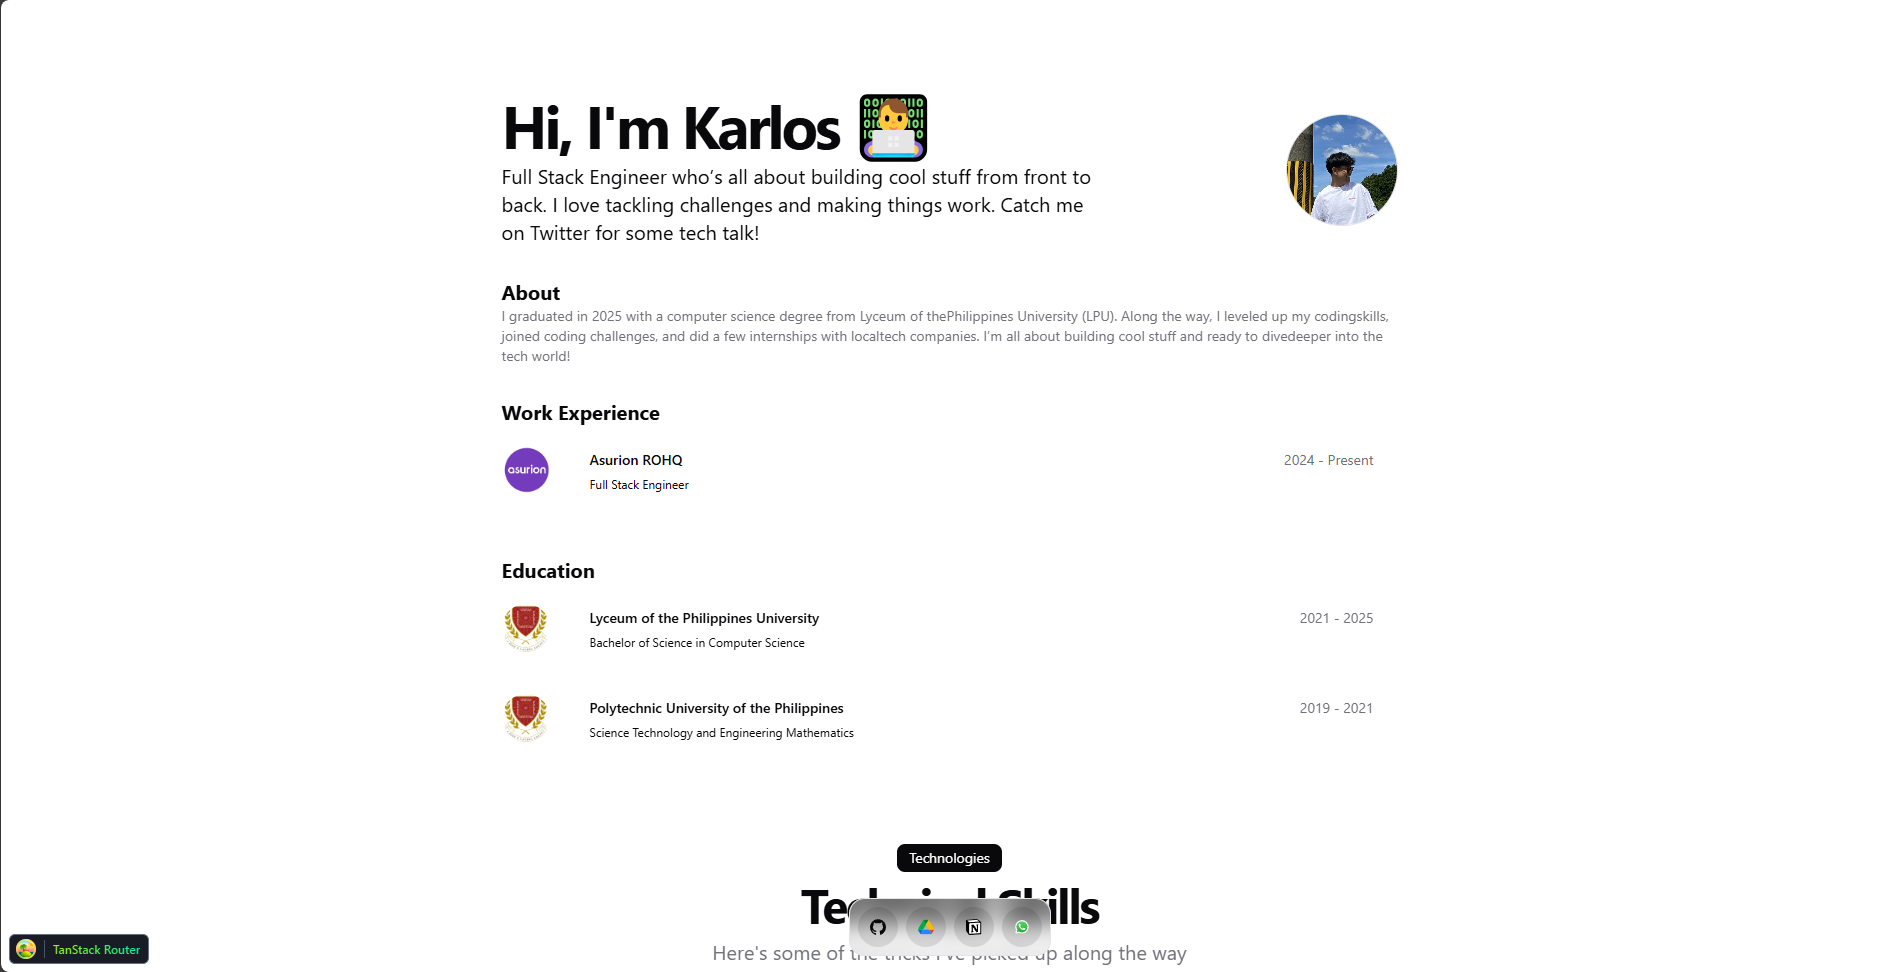 Hi, I'm Karlos
Full Stack Engineer who’s all about building cool stuff from front to
back. I love tackling challenges and making things work. Catch me
on Twitter for some tech talk!
About
I graduated in 2025 with a computer science degree from Lyceum of thePhilippines University (LPU). Along the way, I leveled up my codingskills,
joined coding challenges, and did a few internships with localtech companies. I’m all about building cool stuff and ready to divedeeper into the
tech world!
Work Experience
asurion
Asurion ROHQ
2024 - Present
Full Stack Engineer
Education
Lyceum of the Philippines University
2021 - 2025
Bachelor of Science in Computer Science
Polytechnic University of the Philippines
2019 - 2021
Science Technology and Engineering Mathematics
Technologies
Technical Skills
Here's some of the tricks I've picked up along the way
TanStack Router